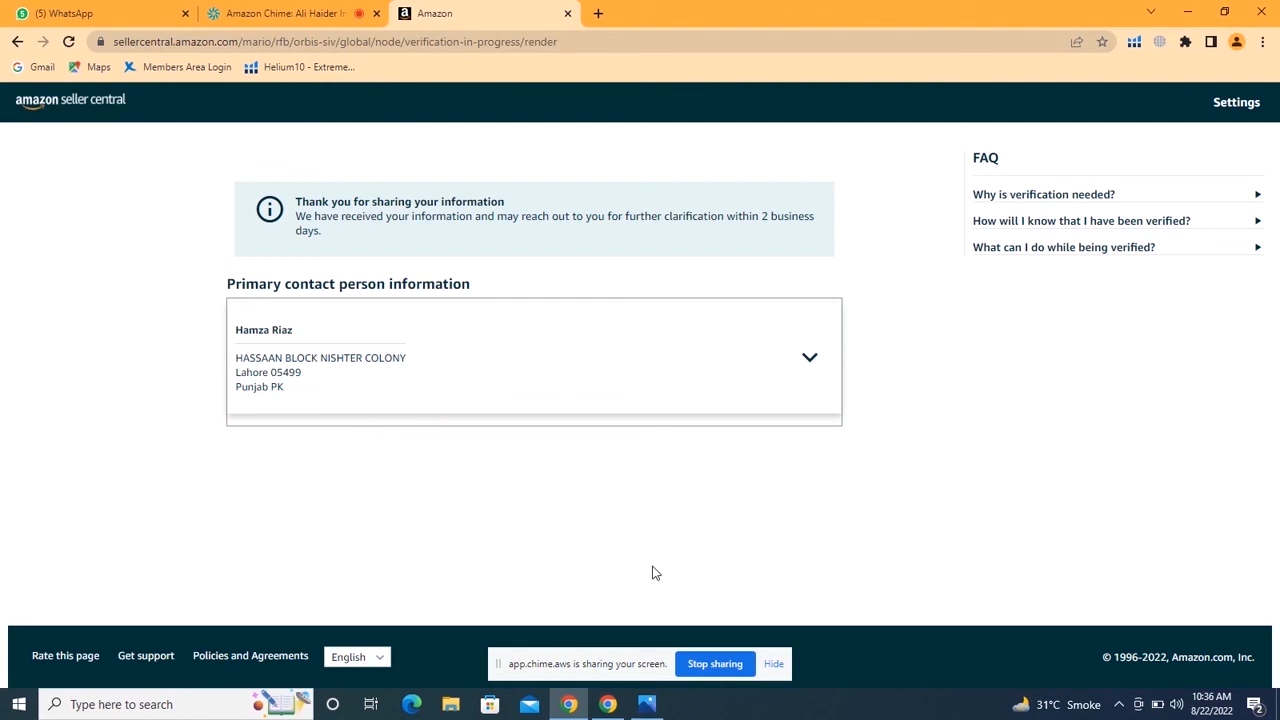 (5) WhatsApp
Amazon Chime: Ali Haider In
Amazon
sellercentral.amazon.com/mario/rfb/orbis-siv/global/node/verification-in-progress/render
Gmail
Maps
Members Area Login
Helium10 - Extreme...
amazon seller central
Settings
FAQ
Why is verification needed?
How will I know that I have been verified?
What can I do while being verified?
Thank you for sharing your information
We have received your information and may reach out to you for further clarification within 2 business
days.
Primary contact person information
Hamza Riaz
HASSAAN BLOCK NISHTER COLONY
Lahore 05499
Punjab PK
Rate this page
Get support
Policies and Agreements
English
app.chime.aws is sharing your screen.
Stop sharing
Hide
© 1996-2022, Amazon.com, Inc.
Type here to search
31°C Smoke
10:36 AM
8/22/2022
2